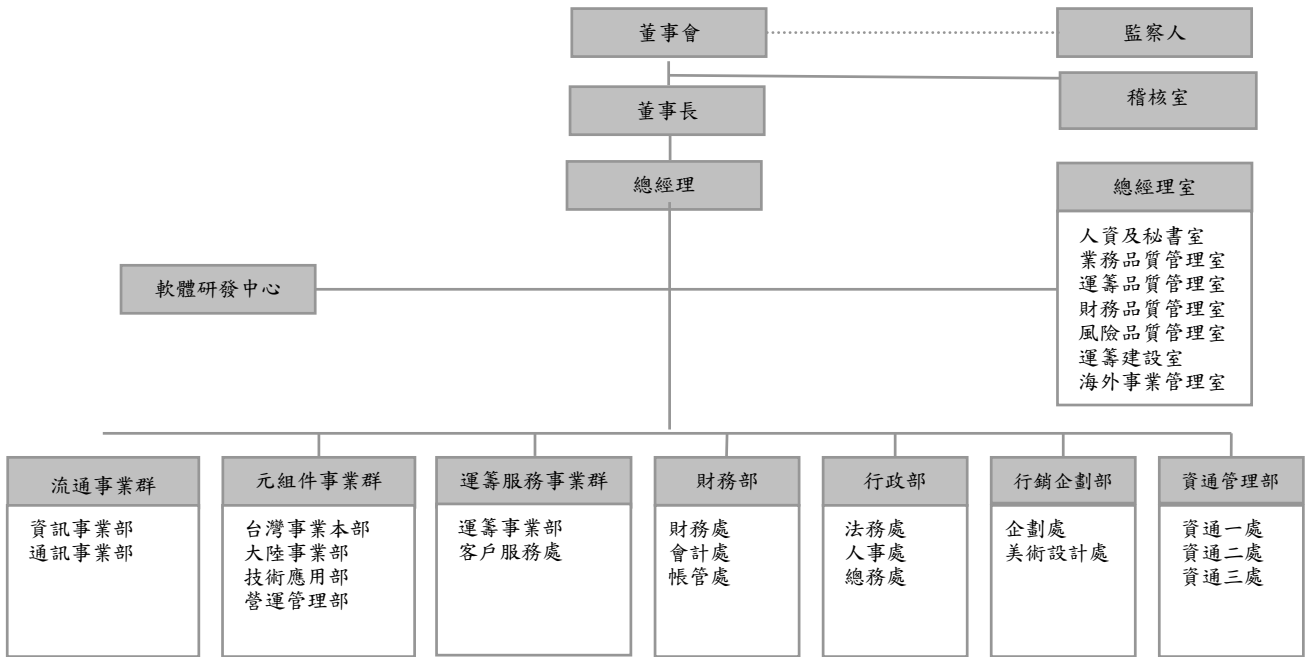 董事會
監察人
稽核室
董事長
總經理
總經理室
人資及秘書室
業務品質管理室
運籌品質管理室
財務品質管理室
風險品質管理室
運籌建設室
海外事業管理室
軟體研發中心
流通事業群
資訊事業部
通訊事業部
元組件事業群
台灣事業本部
大陸事業部
技術應用部
營運管理部
運籌服務事業群
運籌事業部
客戶服務處
財務部
財務處
會計處
帳管處
行政部
法務處
人事處
總務處
行銷企劃部
企劃處
美術設計處
資通管理部
資通一處
資通二處
資通三處